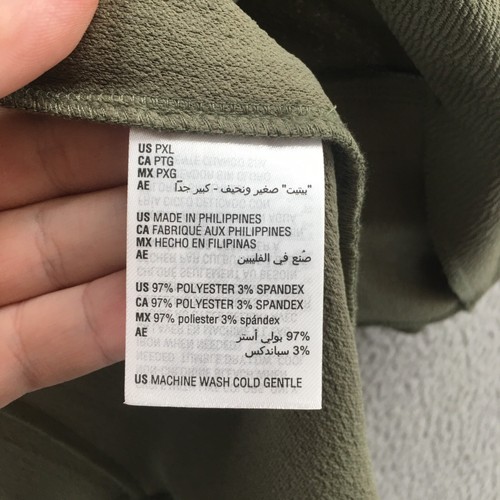 US PXL
CA PTG
MX PXG
AE "بيتيت" صغير ونحيف - كبير جدًا
US MADE IN PHILIPPINES
CA FABRIQUÉ AUX PHILIPPINES
MX HECHO EN FILIPINAS
AE صُنع في الفلبين
US 97% POLYESTER 3% SPANDEX
CA 97% POLYESTER 3% SPANDEX
MX 97% poliester 3% spándex
AE 97% بولي أستر
3% سباندكس
US MACHINE WASH COLD GENTLE